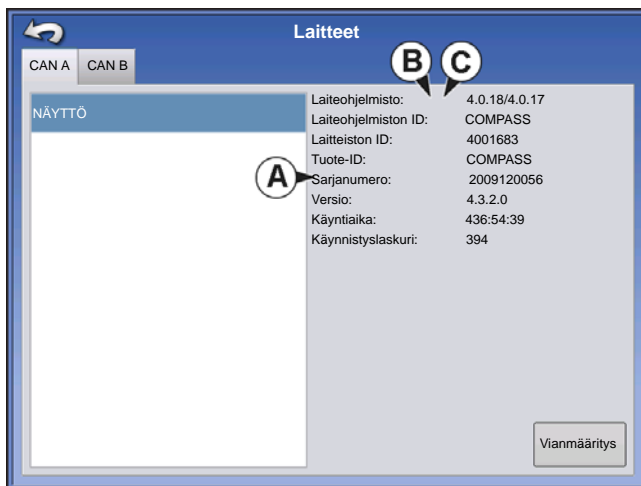 Laitteet
CAN A CAN B
B C
NÄYTTÖ
Laiteohjelmisto: 4.0.18/4.0.17
Laiteohjelmiston ID: COMPASS
Laitteiston ID: 4001683
Tuote-ID: COMPASS
A Sarjanumero: 2009120056
Versio: 4.3.2.0
Käyntiaika: 436:54:39
Käynnistyslaskuri: 394
Vianmääritys